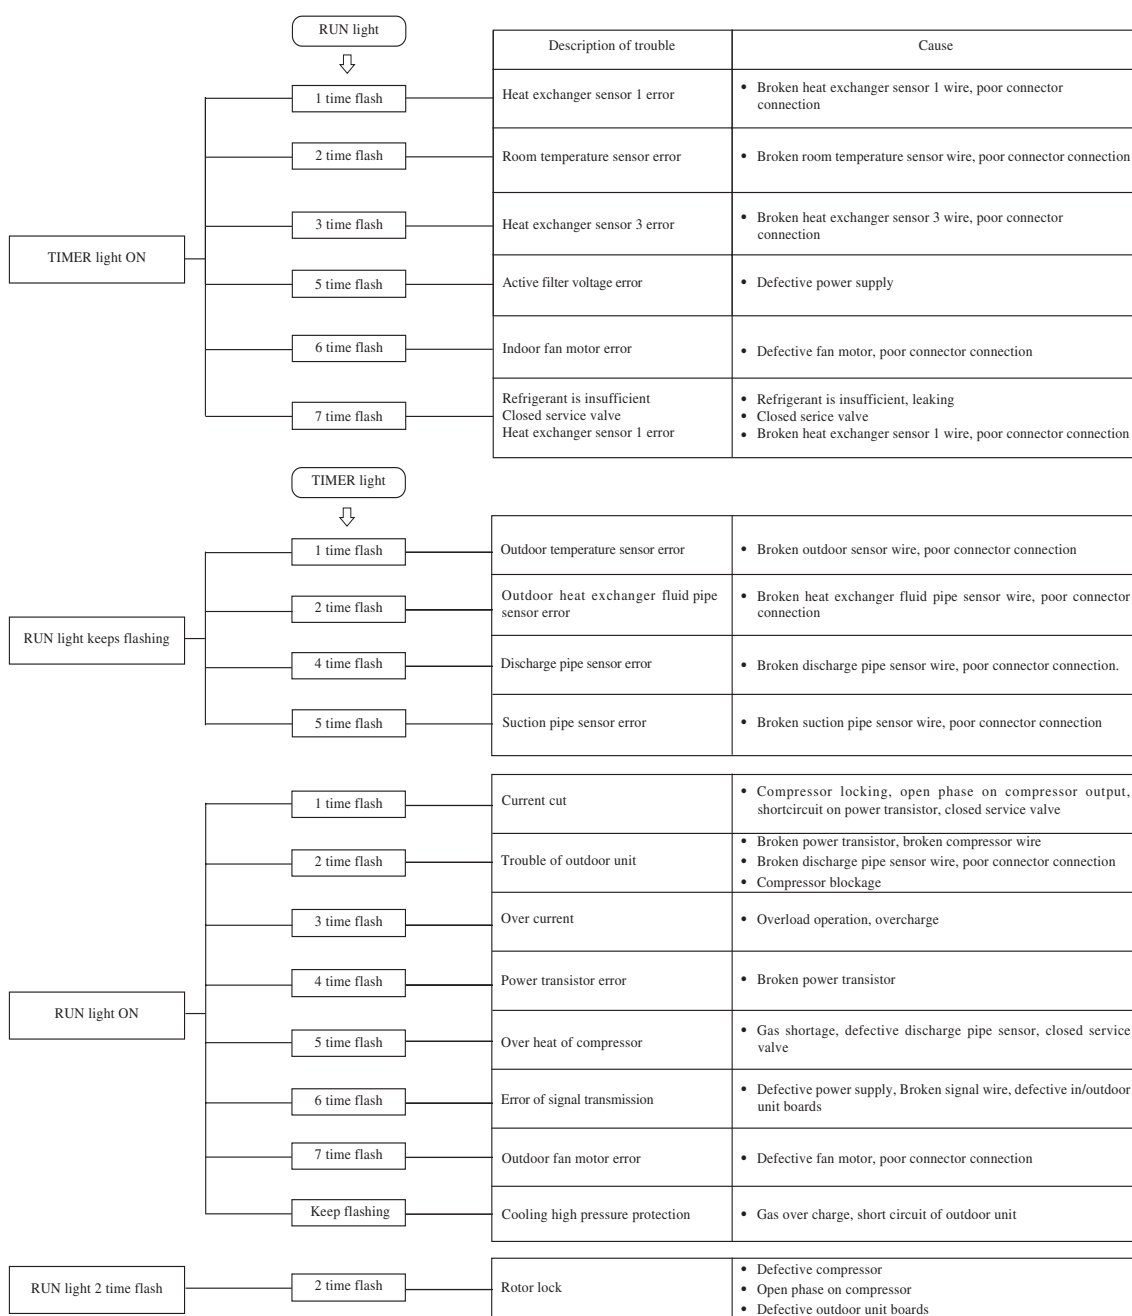 RUN light
Description of trouble
Cause
TIMER light ON
1 time flash
Heat exchanger sensor 1 error
• Broken heat exchanger sensor 1 wire, poor connector
connection
2 time flash
Room temperature sensor error
• Broken room temperature sensor wire, poor connector connection
3 time flash
Heat exchanger sensor 3 error
• Broken heat exchanger sensor 3 wire, poor connector
connection
5 time flash
Active filter voltage error
• Defective power supply
6 time flash
Indoor fan motor error
• Defective fan motor, poor connector connection
7 time flash
Refrigerant is insufficient
Closed service valve
Heat exchanger sensor 1 error
• Refrigerant is insufficient, leaking
• Closed serice valve
• Broken heat exchanger sensor 1 wire, poor connector connection
TIMER light
RUN light keeps flashing
1 time flash
Outdoor temperature sensor error
• Broken outdoor sensor wire, poor connector connection
2 time flash
Outdoor heat exchanger fluid pipe
sensor error
• Broken heat exchanger fluid pipe sensor wire, poor connector
connection
4 time flash
Discharge pipe sensor error
• Broken discharge pipe sensor wire, poor connector connection.
5 time flash
Suction pipe sensor error
• Broken suction pipe sensor wire, poor connector connection
RUN light ON
1 time flash
Current cut
• Compressor locking, open phase on compressor output,
shortcircuit on power transistor, closed service valve
2 time flash
Trouble of outdoor unit
• Broken power transistor, broken compressor wire
• Broken discharge pipe sensor wire, poor connector connection
• Compressor blockage
3 time flash
Over current
• Overload operation, overcharge
4 time flash
Power transistor error
• Broken power transistor
5 time flash
Over heat of compressor
• Gas shortage, defective discharge pipe sensor, closed service
valve
6 time flash
Error of signal transmission
• Defective power supply, Broken signal wire, defective in/outdoor
unit boards
7 time flash
Outdoor fan motor error
• Defective fan motor, poor connector connection
Keep flashing
Cooling high pressure protection
• Gas over charge, short circuit of outdoor unit
RUN light 2 time flash
2 time flash
Rotor lock
• Defective compressor
• Open phase on compressor
• Defective outdoor unit boards